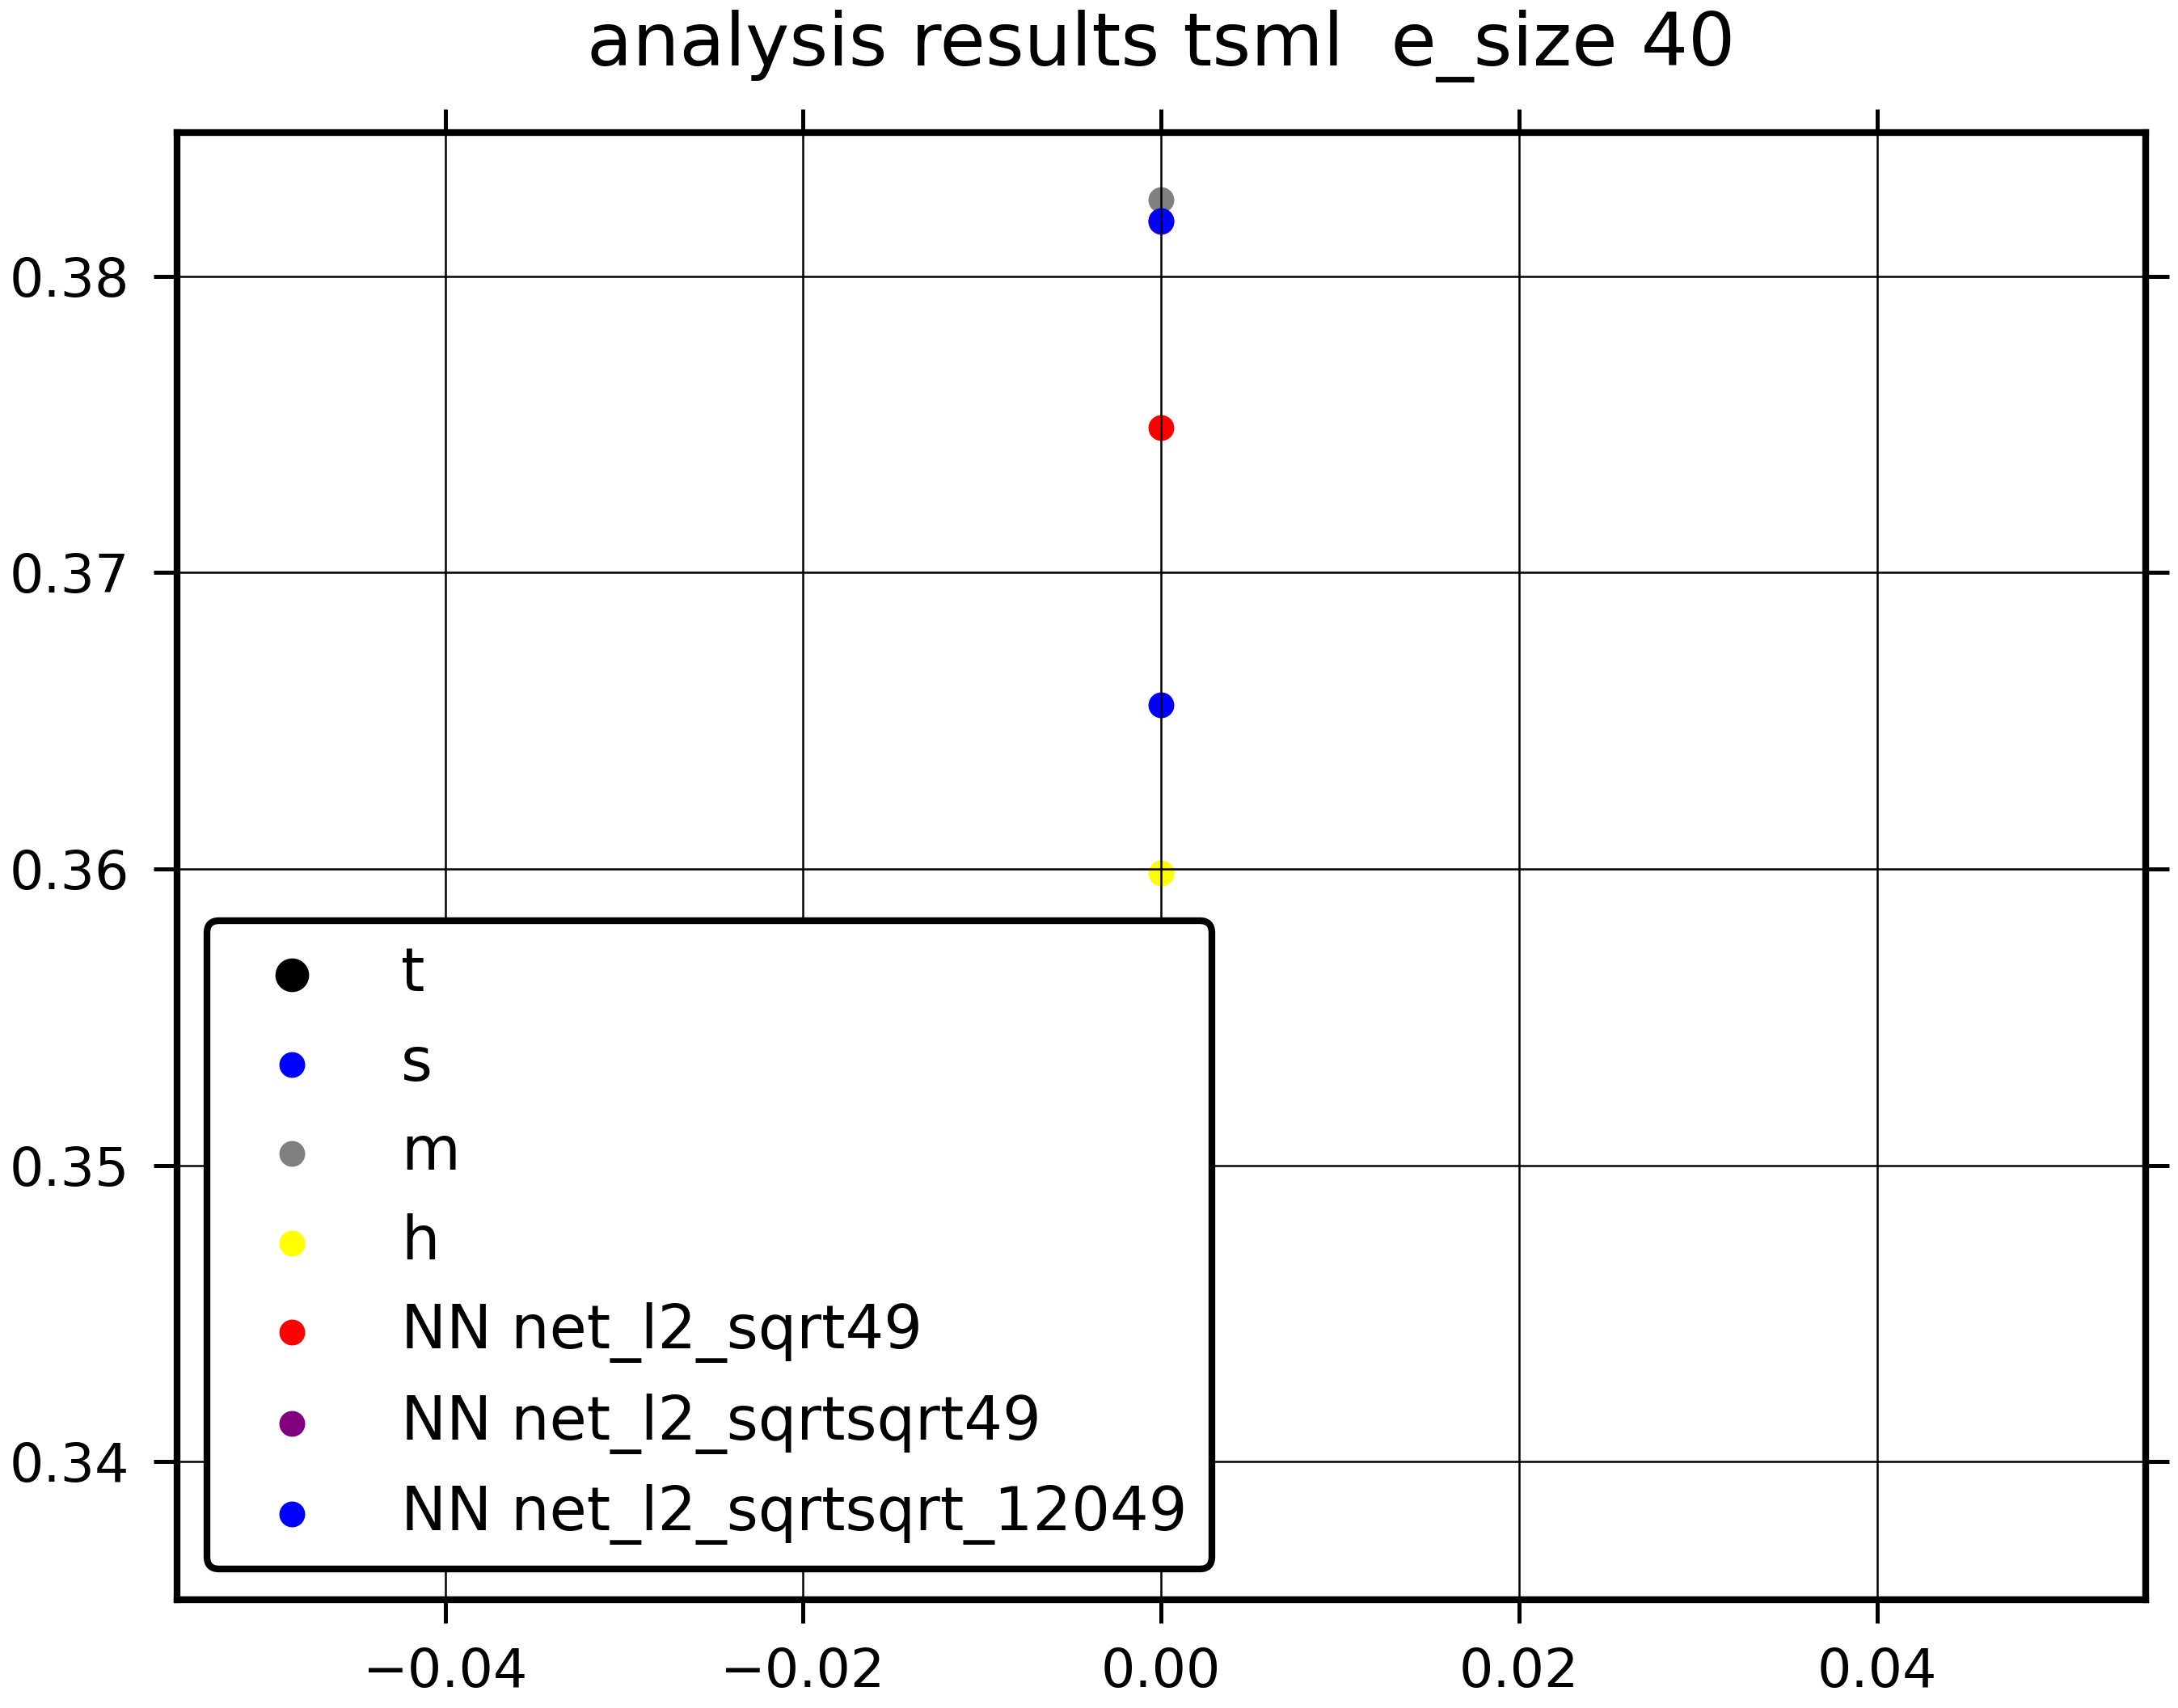 analysis results tsml  e_size 40
0.38
0.37
0.36
0.35
0.34
t
s
m
h
NN net_l2_sqrt49
NN net_l2_sqrtsqrt49
NN net_l2_sqrtsqrt_12049
−0.04
−0.02
0.00
0.02
0.04